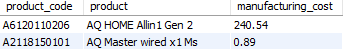 product_code product manufacturing_cost
A6120110206 AQ HOME Allin1 Gen 2 240.54
A2118150101 AQ Master wired x1 Ms 0.89